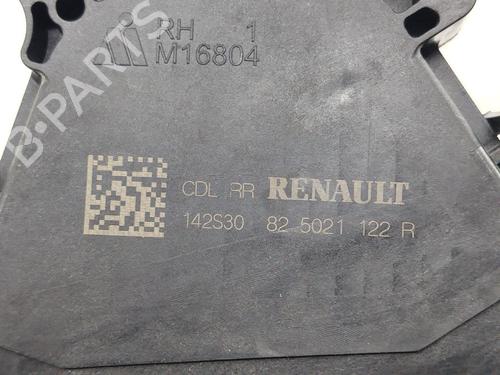 RH 1
M16804
B-PARTS
CDL RR RENAULT
142S30 82 5021 122 R